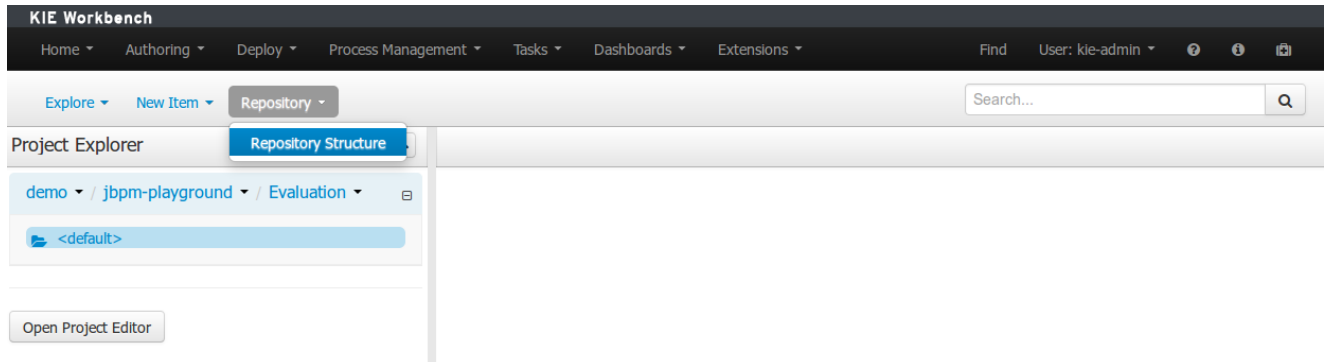 KIE Workbench
Home Authoring Deploy Process Management Tasks Dashboards Extensions Find User: kie-admin
Explore New Item Repository Search...
Repository Structure
Project Explorer
demo / jbpm-playground / Evaluation
<default>
Open Project Editor